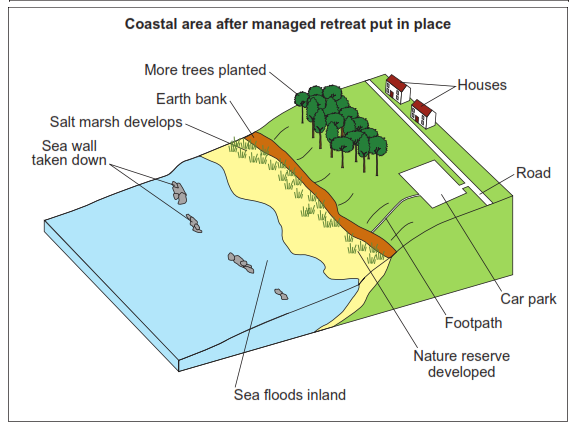 Coastal area after managed retreat put in place
More trees planted
Houses
Earth bank
Salt marsh develops
Sea wall
taken down
Road
Car park
Footpath
Nature reserve
developed
Sea floods inland